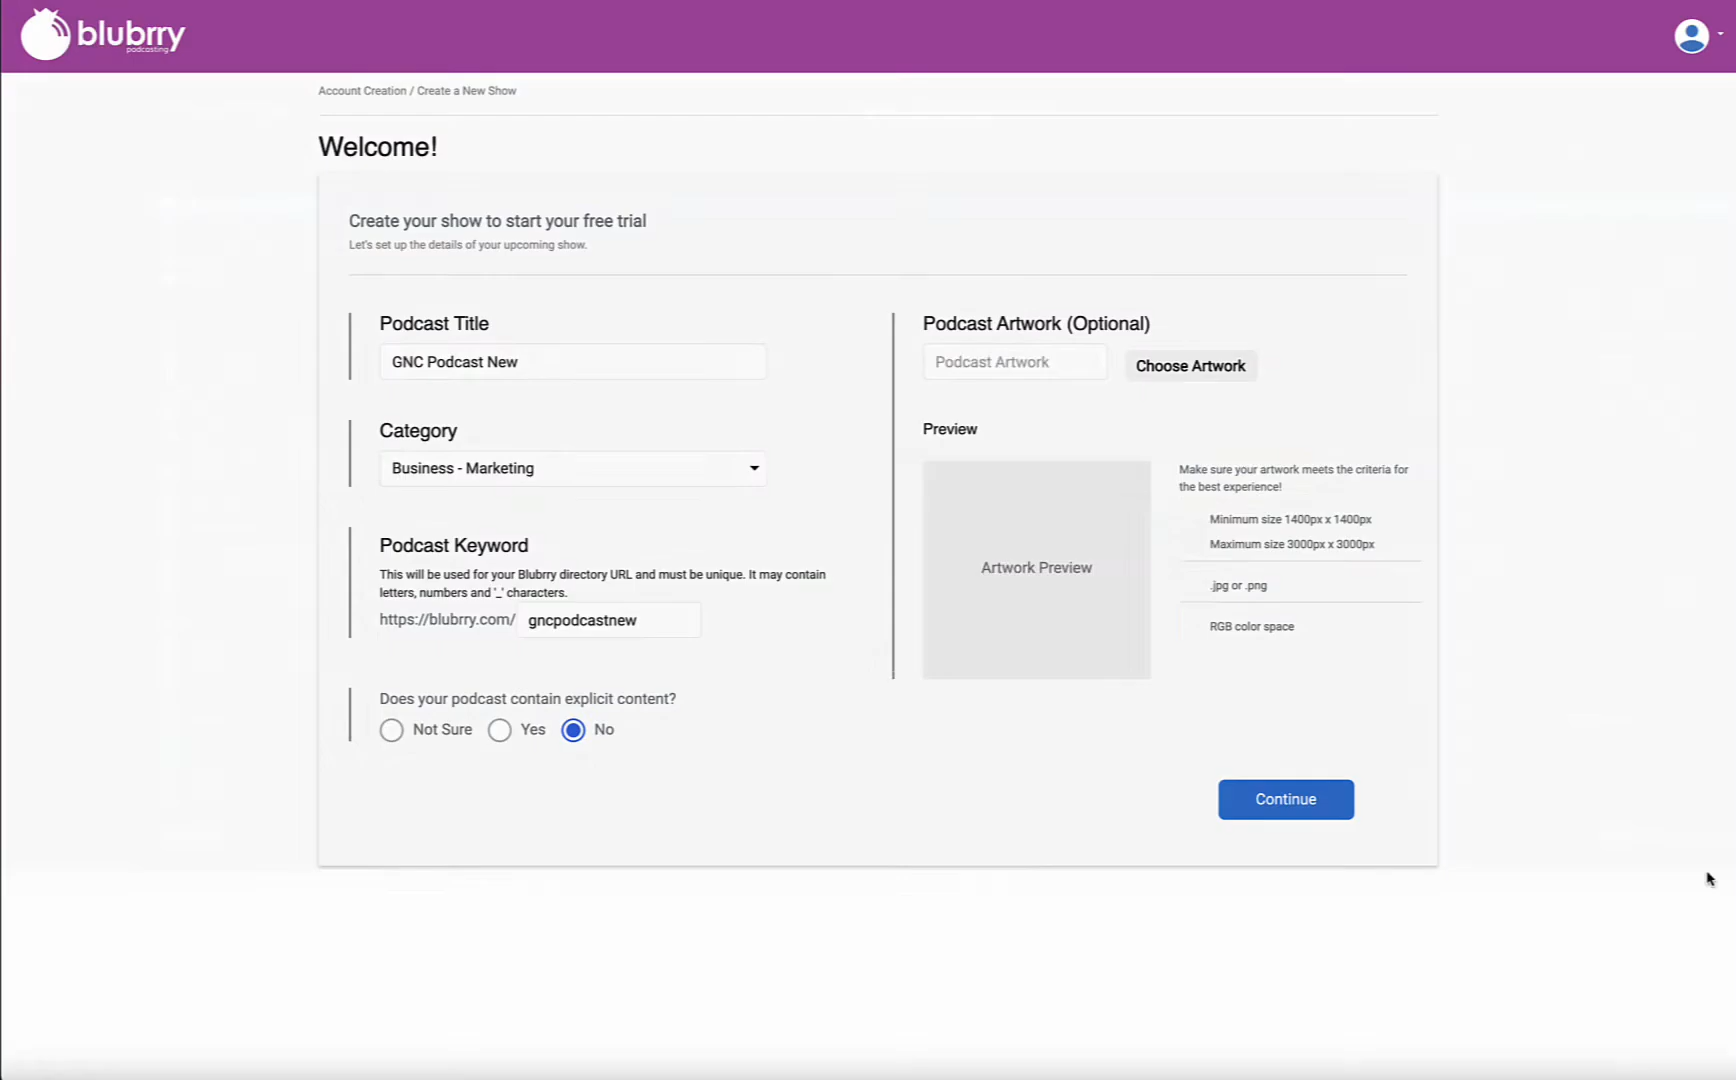 blubrry
podcasting
Account Creation / Create a New Show
Welcome!
Create your show to start your free trial
Let's set up the details of your upcoming show.
Podcast Title
GNC Podcast New
Category
Business - Marketing
Podcast Keyword
This will be used for your Blubrry directory URL and must be unique. It may contain
letters, numbers and '_' characters.
https://blubrry.com/ gncpodcastnew
Does your podcast contain explicit content?
Not Sure Yes No
Podcast Artwork (Optional)
Podcast Artwork Choose Artwork
Preview
Artwork Preview
Make sure your artwork meets the criteria for
the best experience!
Minimum size 1400px x 1400px
Maximum size 3000px x 3000px
.jpg or .png
RGB color space
Continue